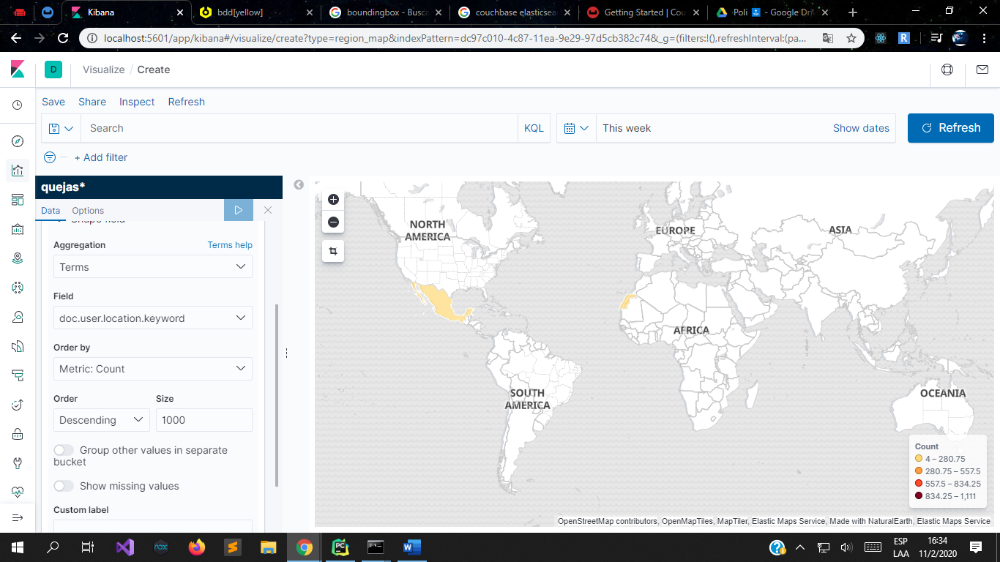 Kibana
bdd[yellow]
boundingbox - Busca
couchbase elasticsea
Getting Started | Cou
Poli - Google Dri
localhost:5601/app/kibana#/visualize/create?type=region_map&indexPattern=dc97c010-4c87-11ea-9e29-97d5cb382c74&_g=(filters:!(),refreshInterval:(pa...
D
Visualize / Create
Save Share Inspect Refresh
Search
KQL
This week
Show dates
Refresh
+ Add filter
quejas*
Data Options
Shape field
Aggregation
Terms help
Terms
Field
doc.user.location.keyword
Order by
Metric: Count
Order
Size
Descending
1000
Group other values in separate
bucket
Show missing values
Custom label
NORTH
AMERICA
EUROPE
ASIA
AFRICA
SOUTH
AMERICA
OCEANIA
Count
4 – 280.75
280.75 – 557.5
557.5 – 834.25
834.25 – 1,111
OpenStreetMap contributors, OpenMapTiles, MapTiler, Elastic Maps Service, Made with NaturalEarth, Elastic Maps Service
ESP
LAA
16:34
11/2/2020